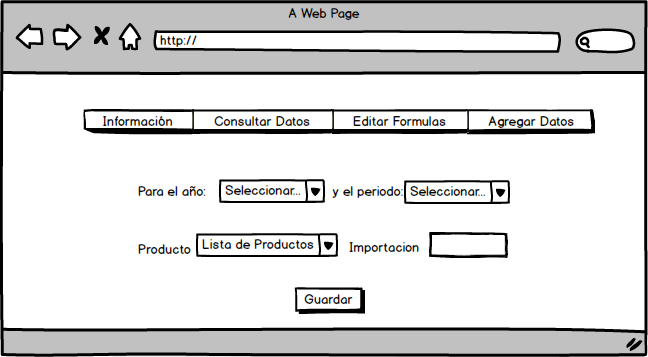 A Web Page
http://
Información Consultar Datos Editar Formulas Agregar Datos
Para el año: Seleccionar... y el periodo: Seleccionar...
Producto Lista de Productos Importacion
Guardar